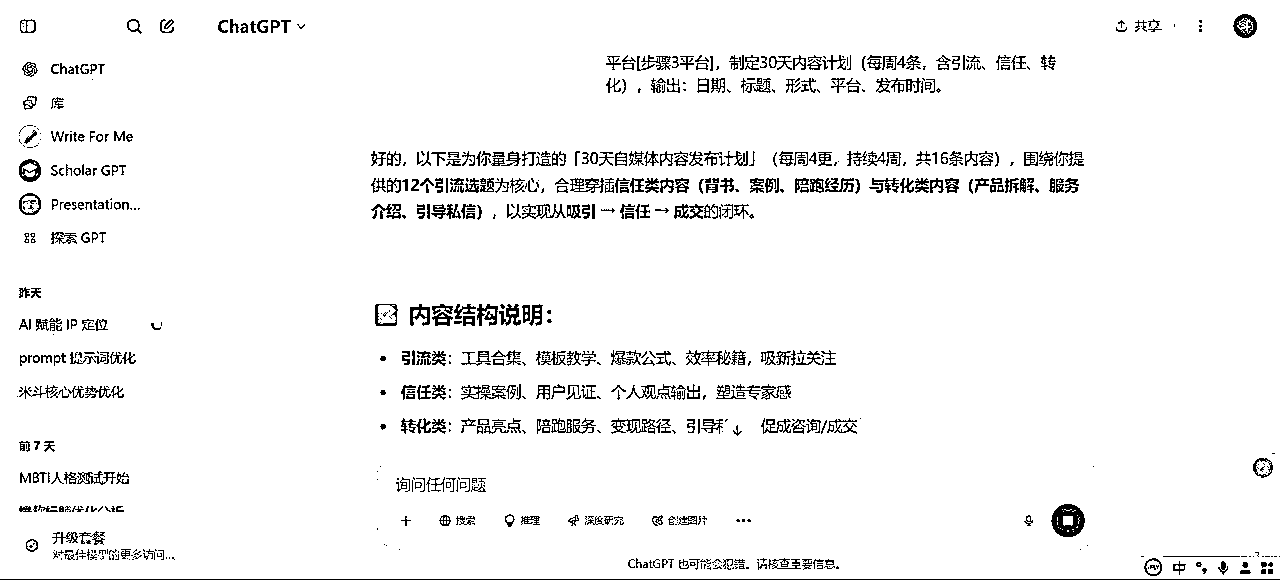 ChatGPT
共享
ChatGPT
库
Write For Me
Scholar GPT
Presentation...
探索 GPT
昨天
AI 赋能 IP 定位
prompt 提示词优化
米斗核心优势优化
前 7 天
MBTI人格测试开始
爆款标题优化分析
升级套餐
对最佳模型的更多访问...
平台[步骤3平台]，制定30天内容计划（每周4条，含引流、信任、转
化），输出：日期、标题、形式、平台、发布时间。
好的，以下是为你量身打造的「30天自媒体内容发布计划」（每周4更，持续4周，共16条内容），围绕你提
供的12个引流选题为核心，合理穿插信任类内容（背书、案例、陪跑经历）与转化类内容（产品拆解、服务
介绍、引导私信），以实现从吸引 → 信任 → 成交的闭环。
内容结构说明：
• 引流类：工具合集、模板教学、爆款公式、效率秘籍，吸新拉关注
• 信任类：实操案例、用户见证、个人观点输出，塑造专家感
• 转化类：产品亮点、陪跑服务、变现路径、引导 促成咨询/成交
询问任何问题
搜索 推理 深度研究 创建图片
ChatGPT 也可能会犯错。请核查重要信息。
中